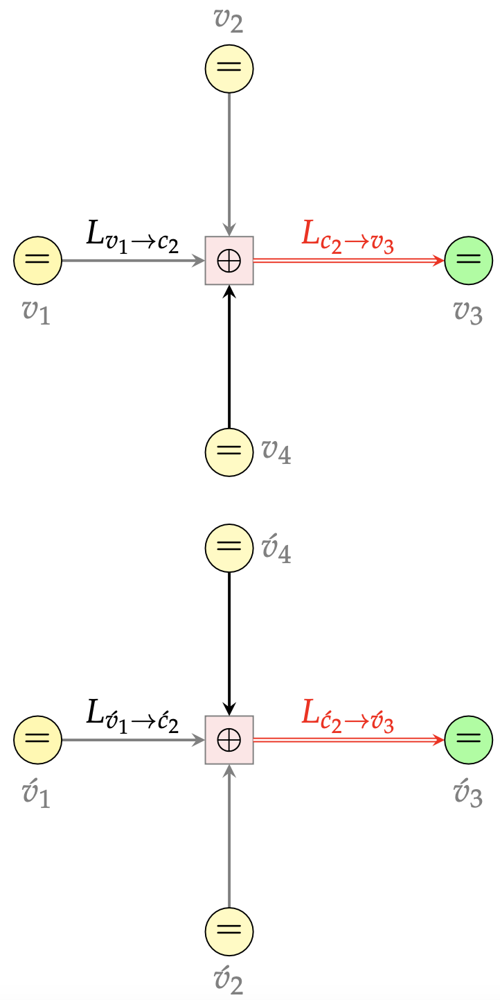 v₂
=
L_{v₁→c₂}
L_{c₂→v₃}
= ⊕ =
v₁
v₃
= v₄
= v́₄
L_{v́₁→ć₂}
L_{ć₂→v́₃}
= ⊕ =
v́₁
v́₃
=
v́₂